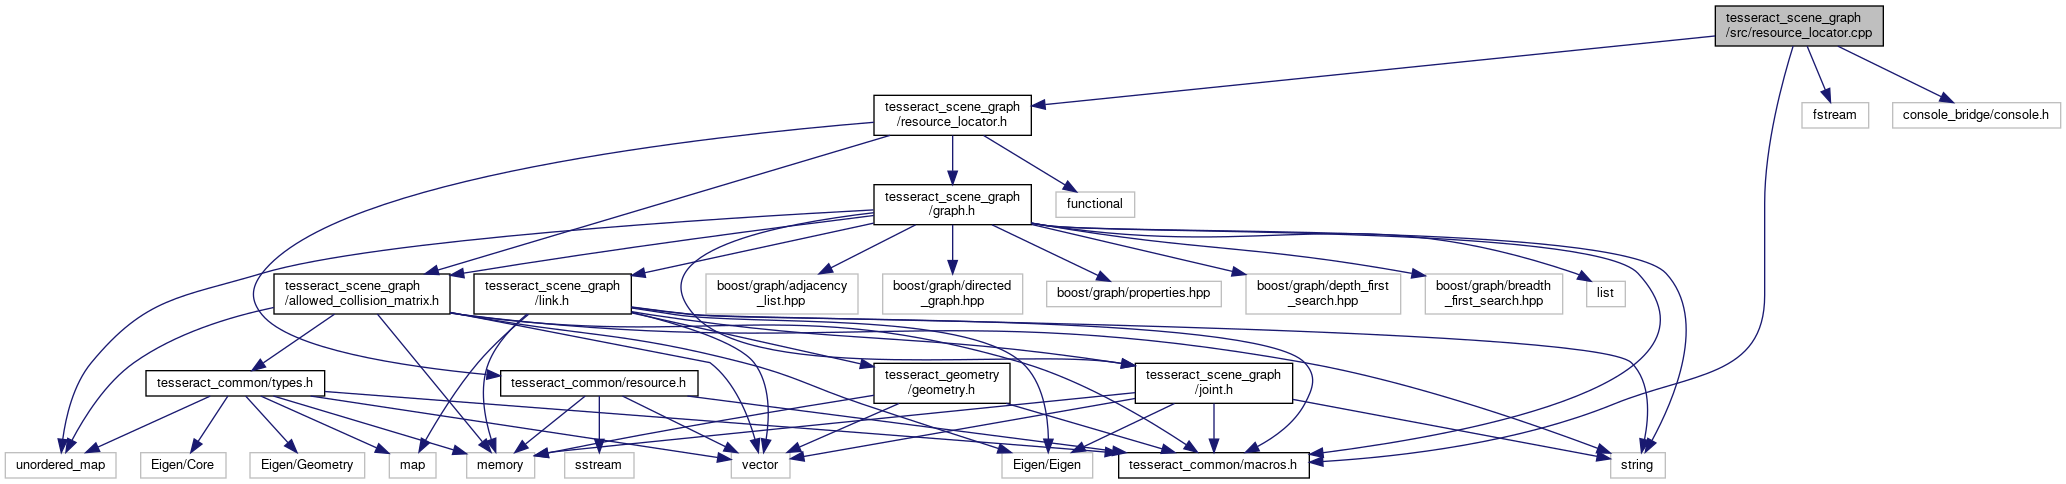 tesseract_scene_graph
/src/resource_locator.cpp
tesseract_scene_graph
/resource_locator.h
fstream
console_bridge/console.h
tesseract_scene_graph
/graph.h
functional
tesseract_scene_graph
/allowed_collision_matrix.h
tesseract_scene_graph
/link.h
boost/graph/adjacency
_list.hpp
boost/graph/directed
_graph.hpp
boost/graph/properties.hpp
boost/graph/depth_first
_search.hpp
boost/graph/breadth
_first_search.hpp
list
tesseract_common/types.h
tesseract_common/resource.h
tesseract_geometry
/geometry.h
tesseract_scene_graph
/joint.h
unordered_map
Eigen/Core
Eigen/Geometry
map
memory
sstream
vector
Eigen/Eigen
tesseract_common/macros.h
string